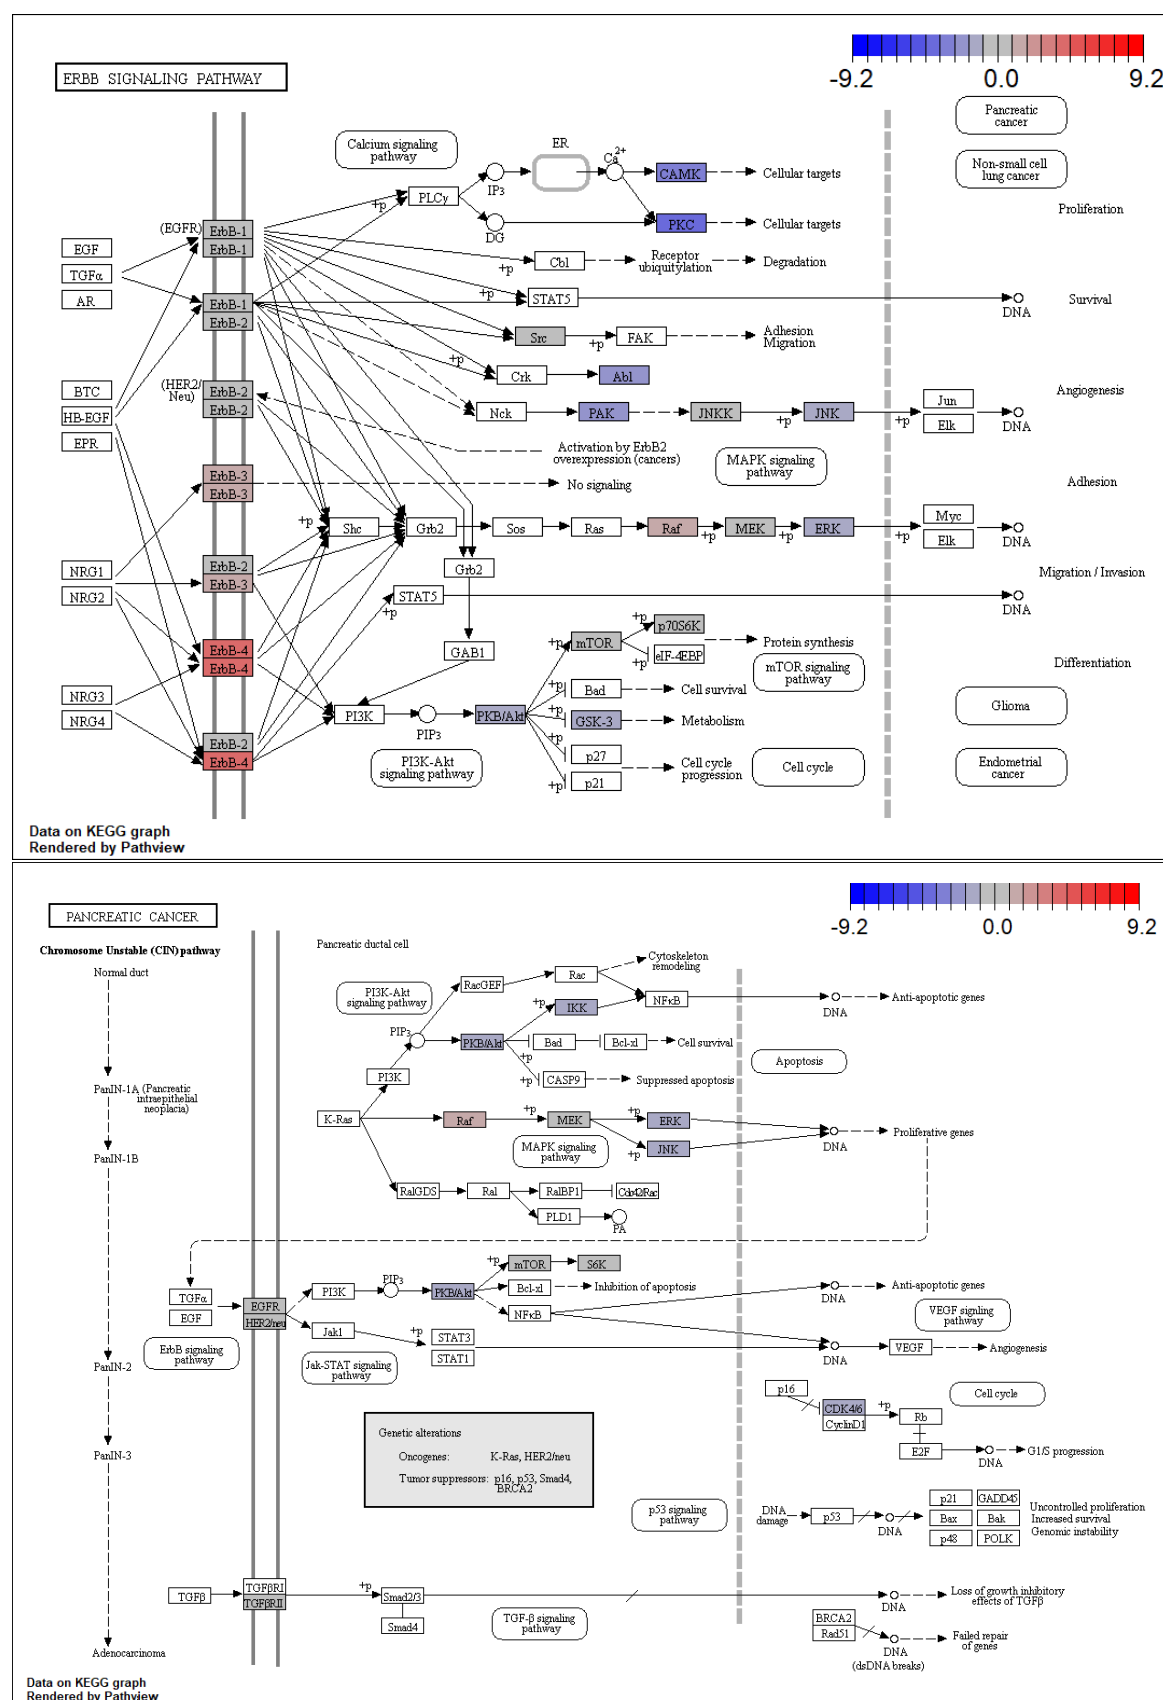 -9.2 0.0 9.2
ERBB SIGNALING PATHWAY
Pancreatic
cancer
Calcium signaling
pathway
ER
Ca2+
Non-small cell
lung cancer
IP3
CAMK
Cellular targets
+p
PLCγ
Proliferation
(EGFR)
ErbB-1
DG
PKC
Cellular targets
EGF
ErbB-1
Receptor
ubiquitylation
+p
Cbl
Degradation
TGFα
AR
ErbB-1
+p
STAT5
DNA
Survival
ErbB-2
Src
+p
FAK
Adhesion
Migration
+p
Crk
Abl
BTC
(HER2/
Neu)
ErbB-2
Angiogenesis
HB-EGF
ErbB-2
Nck
PAK
JNKK
+p
JNK
+p
Jun
Elk
DNA
EPR
Activation by ErbB2
overexpression (cancers)
MAPK signaling
pathway
ErbB-3
ErbB-3
No signaling
Adhesion
+p
Shc
Grb2
Sos
Ras
Raf
+p
MEK
+p
ERK
+p
Myc
Elk
DNA
NRG1
ErbB-2
Grb2
Migration / Invasion
NRG2
ErbB-3
STAT5
+p
DNA
ErbB-4
ErbB-4
GAB1
+p
mTOR
+p
p70S6K
+p
eIF-4EBP
Protein synthesis
mTOR signaling
pathway
Differentiation
NRG3
+p
Bad
Cell survival
NRG4
PI3K
PIP3
PKB/Akt
+p
GSK-3
Metabolism
Glioma
ErbB-2
ErbB-4
PI3K-Akt
signaling pathway
+p
p27
+p
p21
Cell cycle
progression
Cell cycle
Endometrial
cancer
Data on KEGG graph
Rendered by Pathview
-9.2 0.0 9.2
PANCREATIC CANCER
Chromosome Unstable (CIN) pathway
Pancreatic ductal cell
Normal duct
Cytoskeleton
remodeling
PI3K-Akt
signaling pathway
RacGEF
Rac
+p
IKK
NFκB
DNA
Anti-apoptotic genes
PIP3
PKB/Akt
+p
Bad
Bcl-xl
Cell survival
Apoptosis
PI3K
+p
CASP9
Suppressed apoptosis
PanIN-1A (Pancreatic
intraepithelial
neoplacia)
K-Ras
Raf
+p
MEK
+p
ERK
DNA
Proliferative genes
MAPK signaling
pathway
+p
JNK
PanIN-1B
RalGDS
Ral
RalBP1
Cdc42/Rac
PLD1
PA
TGFα
EGF
EGFR
HER2/neu
PI3K
PIP3
PKB/Akt
+p
mTOR
S6K
Bcl-xl
Inhibition of apoptosis
NFκB
DNA
Anti-apoptotic genes
VEGF signling
pathway
Jak1
+p
STAT3
STAT1
DNA
VEGF
Angiogenesis
ErbB signaling
pathway
Jak-STAT signaling
pathway
PanIN-2
p16
CDK4/6
CyclinD1
+p
Rb
E2F
DNA
G1/S progression
Cell cycle
Genetic alterations
Oncogenes: K-Ras, HER2/neu
Tumor suppressors: p16, p53, Smad4,
BRCA2
PanIN-3
p53 signaling
pathway
DNA
damage
p53
DNA
p21
GADD45
Bax
Bak
p48
POLK
Uncontrolled proliferation
Increased survival
Genomic instability
TGFβ
TGFβRI
TGFβRII
+p
Smad2/3
Smad4
TGF-β signaling
pathway
DNA
Loss of growth inhibitory
effects of TGFβ
BRCA2
Rad51
DNA
(dsDNA breaks)
Failed repair
of genes
Adenocarcinoma
Data on KEGG graph
Rendered by Pathview